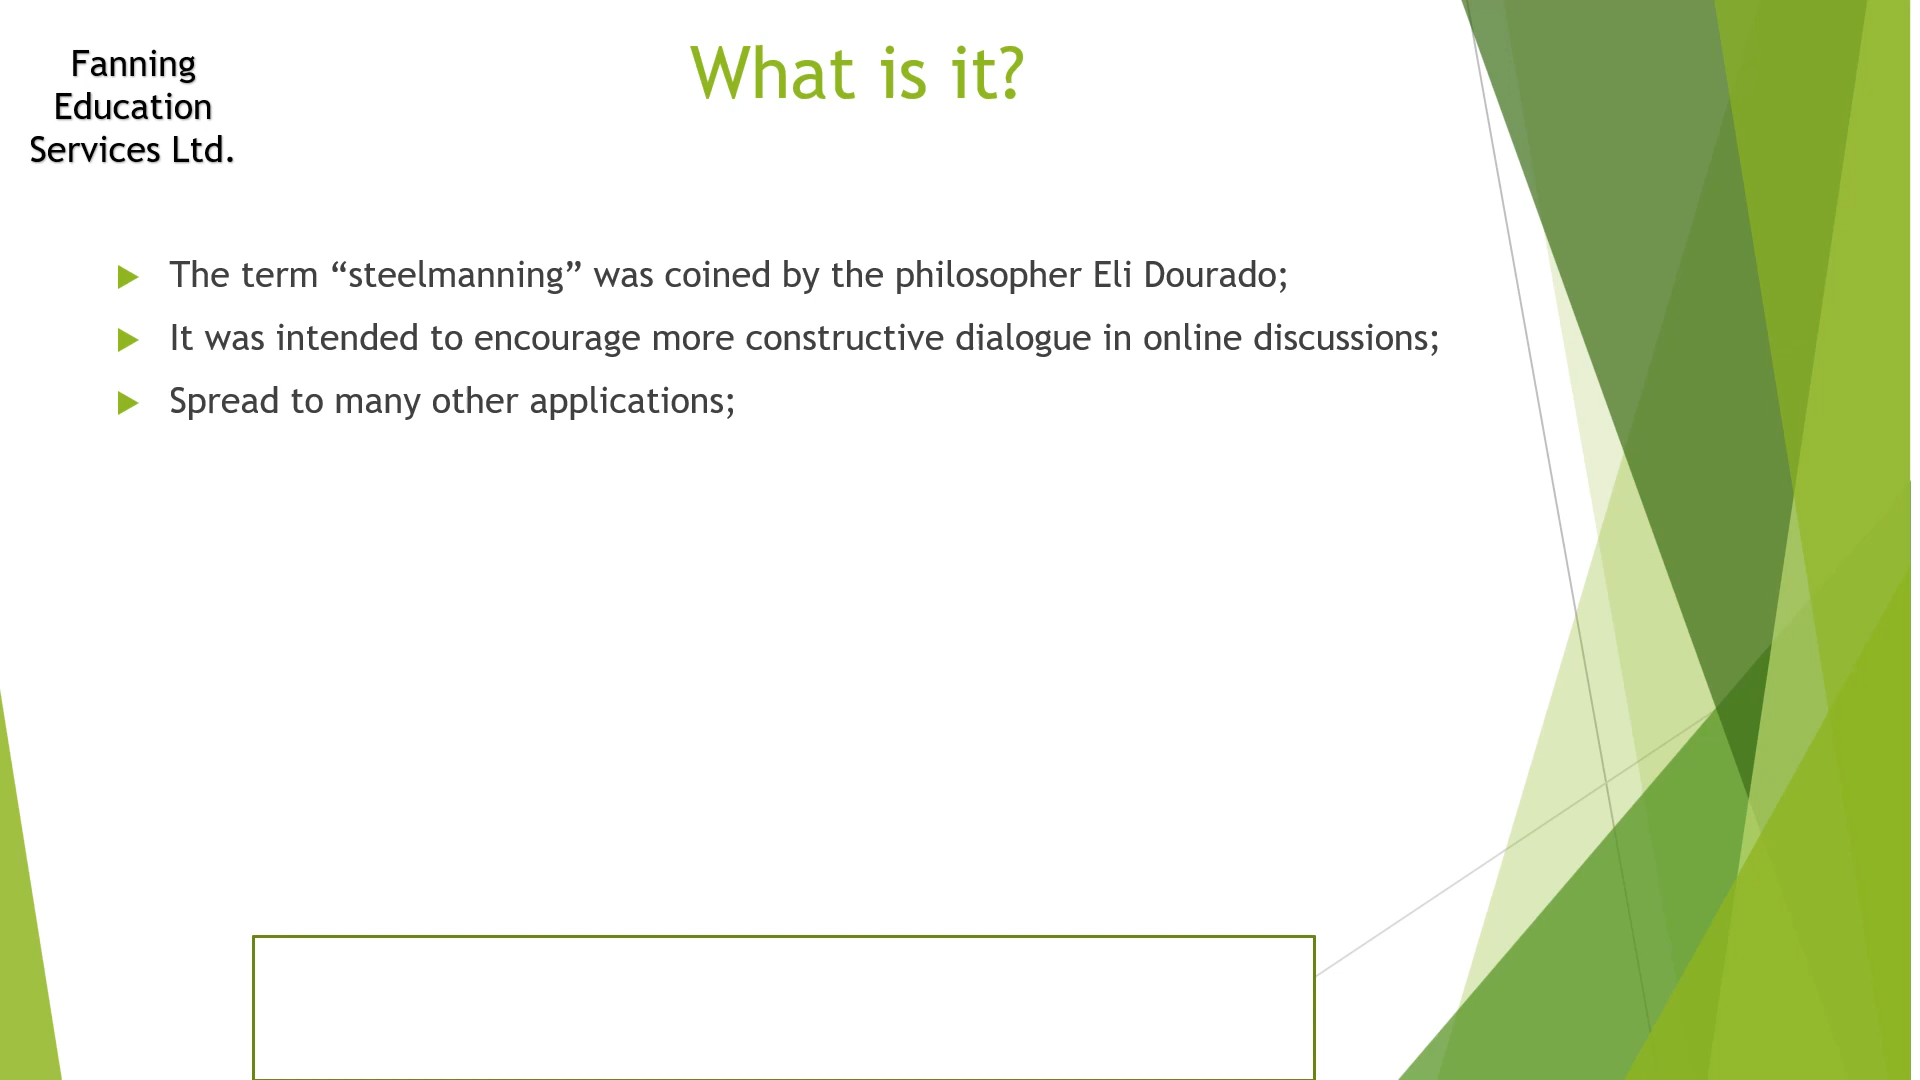 Fanning
Education
Services Ltd.
What is it?
The term “steelmanning” was coined by the philosopher Eli Dourado;
It was intended to encourage more constructive dialogue in online discussions;
Spread to many other applications;